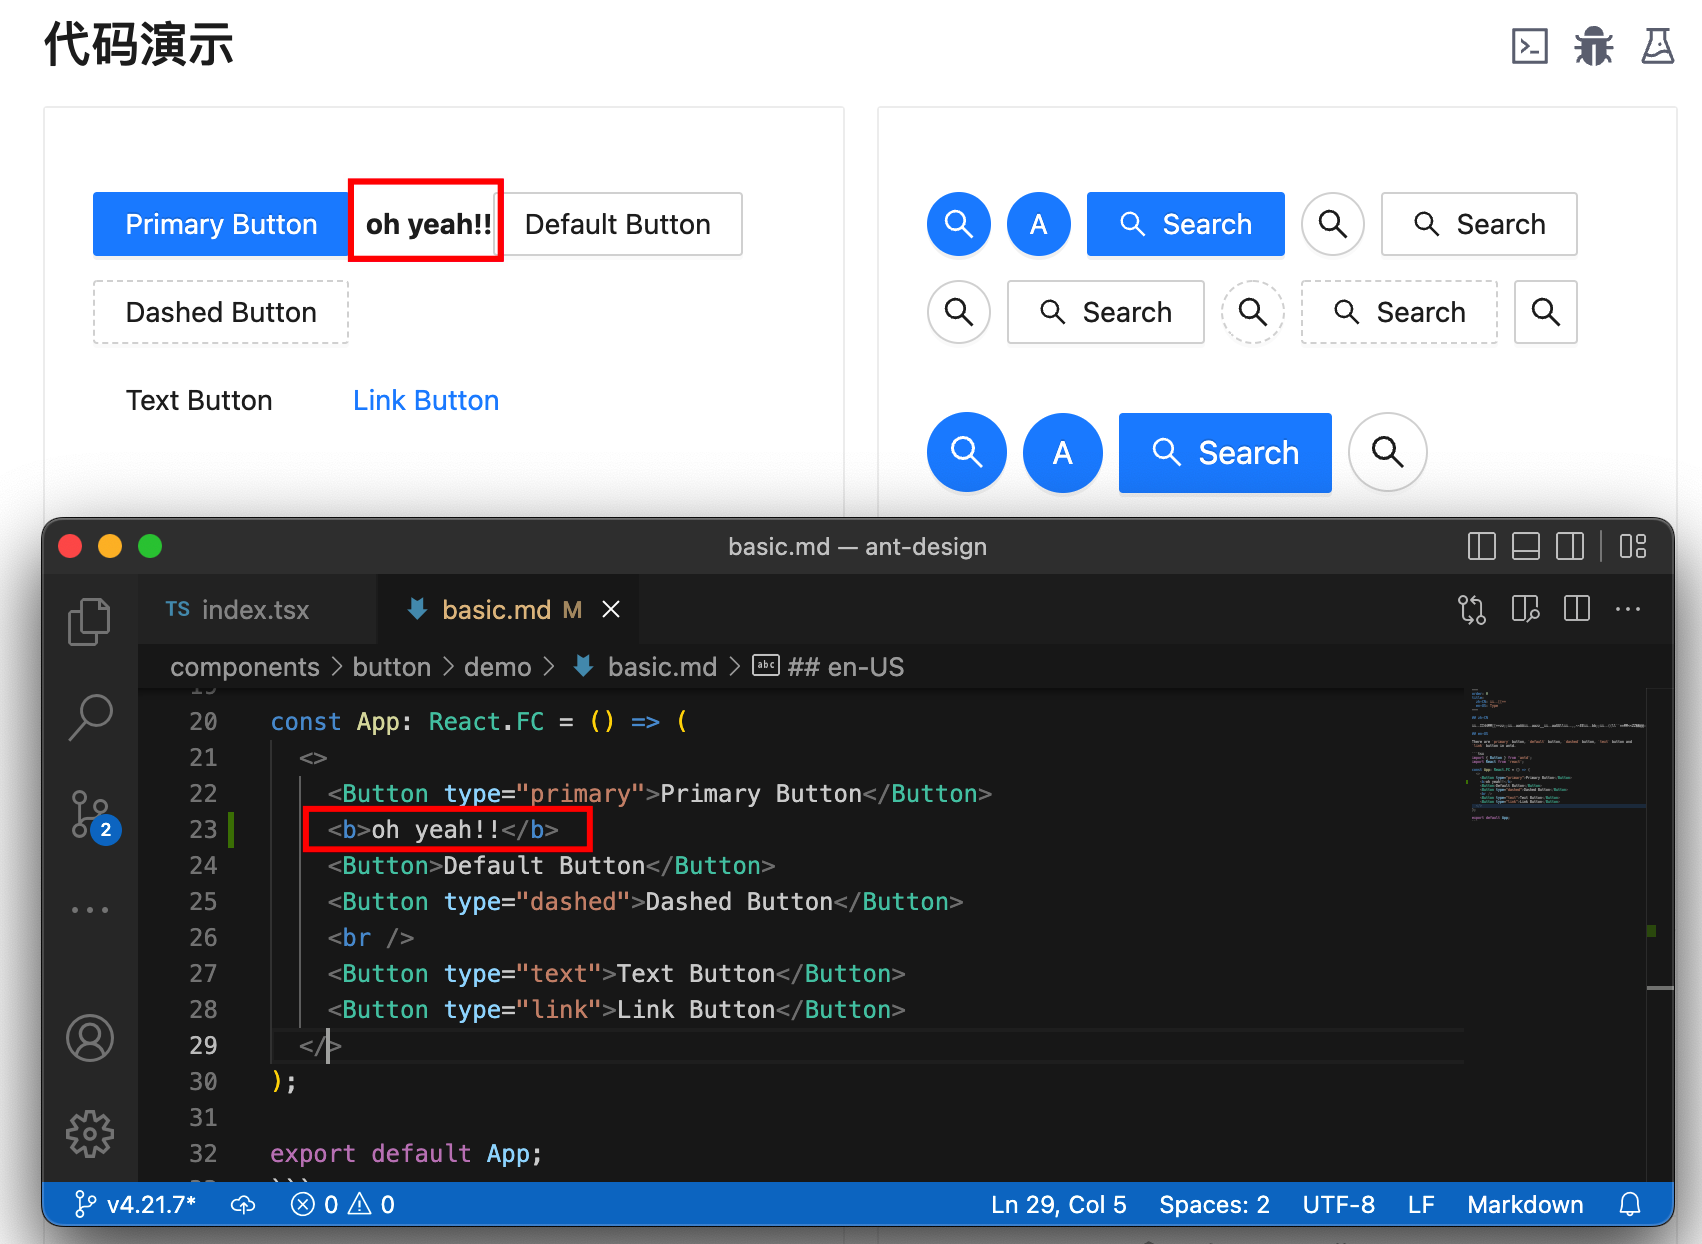 代码演示
Primary Button oh yeah!! Default Button
Dashed Button
Text Button Link Button
A Search Search
Search Search
A Search
basic.md — ant-design
TS index.tsx basic.md M
components > button > demo > basic.md > abc ## en-US
20 const App: React.FC = () => (
21 <>
22 <Button type="primary">Primary Button</Button>
23 <b>oh yeah!!</b>
24 <Button>Default Button</Button>
25 <Button type="dashed">Dashed Button</Button>
26 <br />
27 <Button type="text">Text Button</Button>
28 <Button type="link">Link Button</Button>
29 </>
30 );
31
32 export default App;
2
v4.21.7* 0 0 Ln 29, Col 5 Spaces: 2 UTF-8 LF Markdown